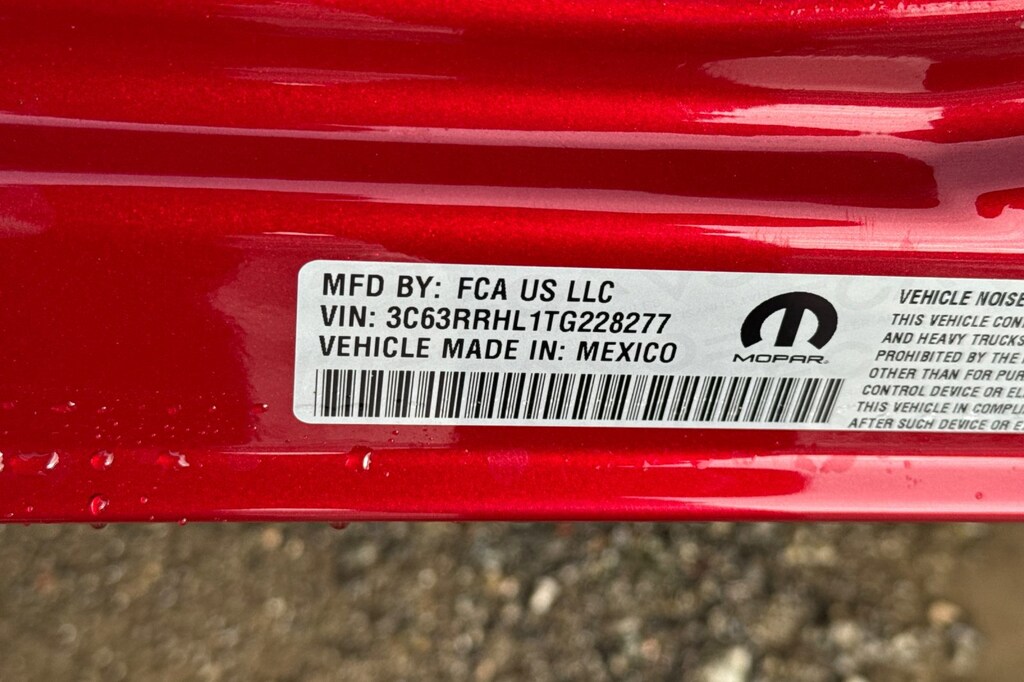 MFD BY: FCA US LLC
VIN: 3C63RRHL1TG228277
VEHICLE MADE IN: MEXICO
MOPAR®
VEHICLE NOISE
THIS VEHICLE CON
AND HEAVY TRUCKS
PROHIBITED BY THE
OTHER THAN FOR PUR
CONTROL DEVICE OR EL
THIS VEHICLE IN COMPLI
AFTER SUCH DEVICE OR E